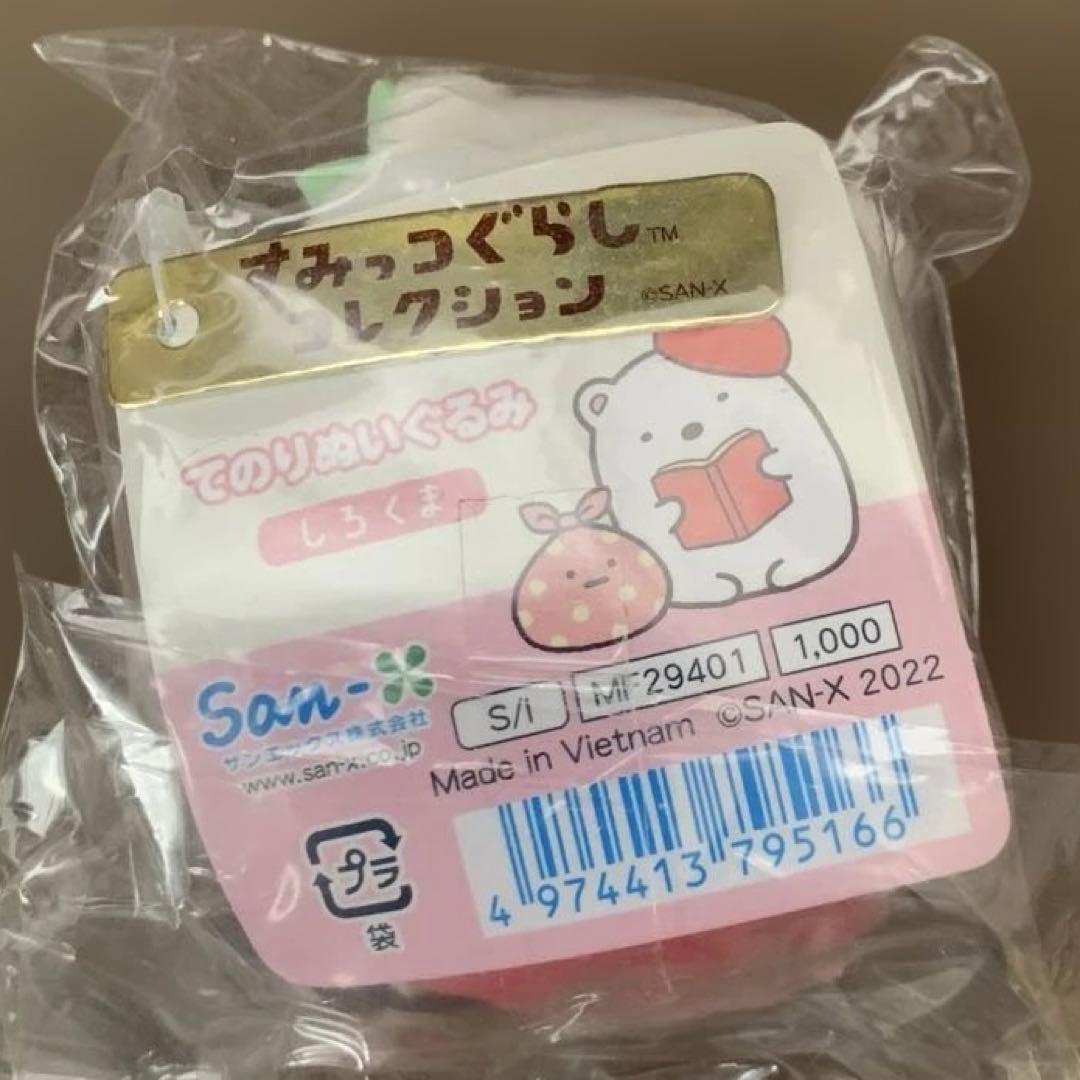 すみっコぐらし™
コレクション ©SAN-X
てのりぬいぐるみ
しろくま
San-X
サンエックス株式会社
www.san-x.co.jp
S/i MF29401 1,000
Made in Vietnam ©SAN-X 2022
プラ
袋
4 974413 795166